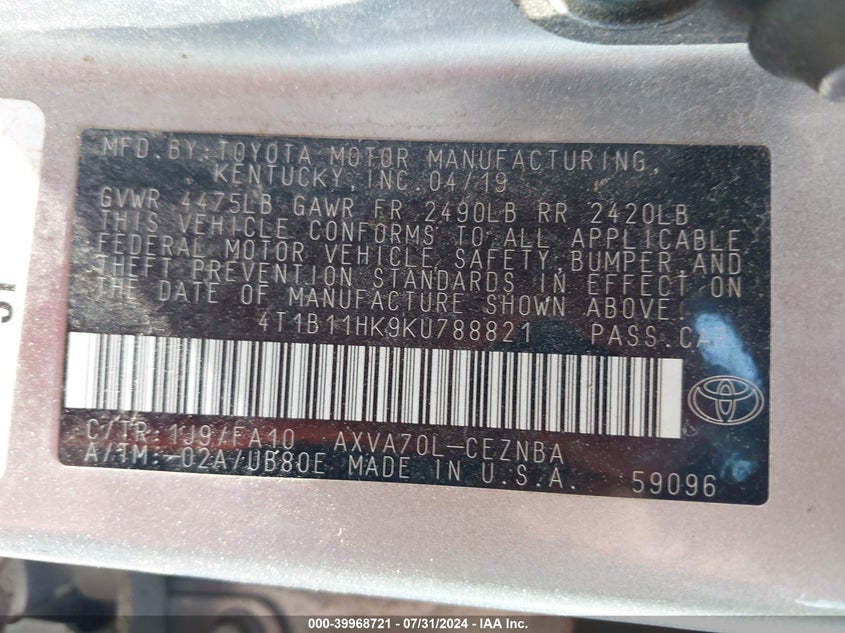 MFD.BY:TOYOTA MOTOR MANUFACTURING,
KENTUCKY, INC.04/19
GVWR 4475LB GAWR FR 2490LB RR 2420LB
THIS VEHICLE CONFORMS TO ALL APPLICABLE
FEDERAL MOTOR VEHICLE SAFETY,BUMPER,AND
THEFT PREVENTION STANDARDS IN EFFECT ON
THE DATE OF MANUFACTURE SHOWN ABOVE.
4T1B11HK9KU788821 PASS.CAR
C/TR:1J9/FA10 AXVA70L-CEZNBA
A/TM:-02A/UB80E MADE IN U.S.A. 59096
000-39968721 / 07/31/2024 - IAA Inc.